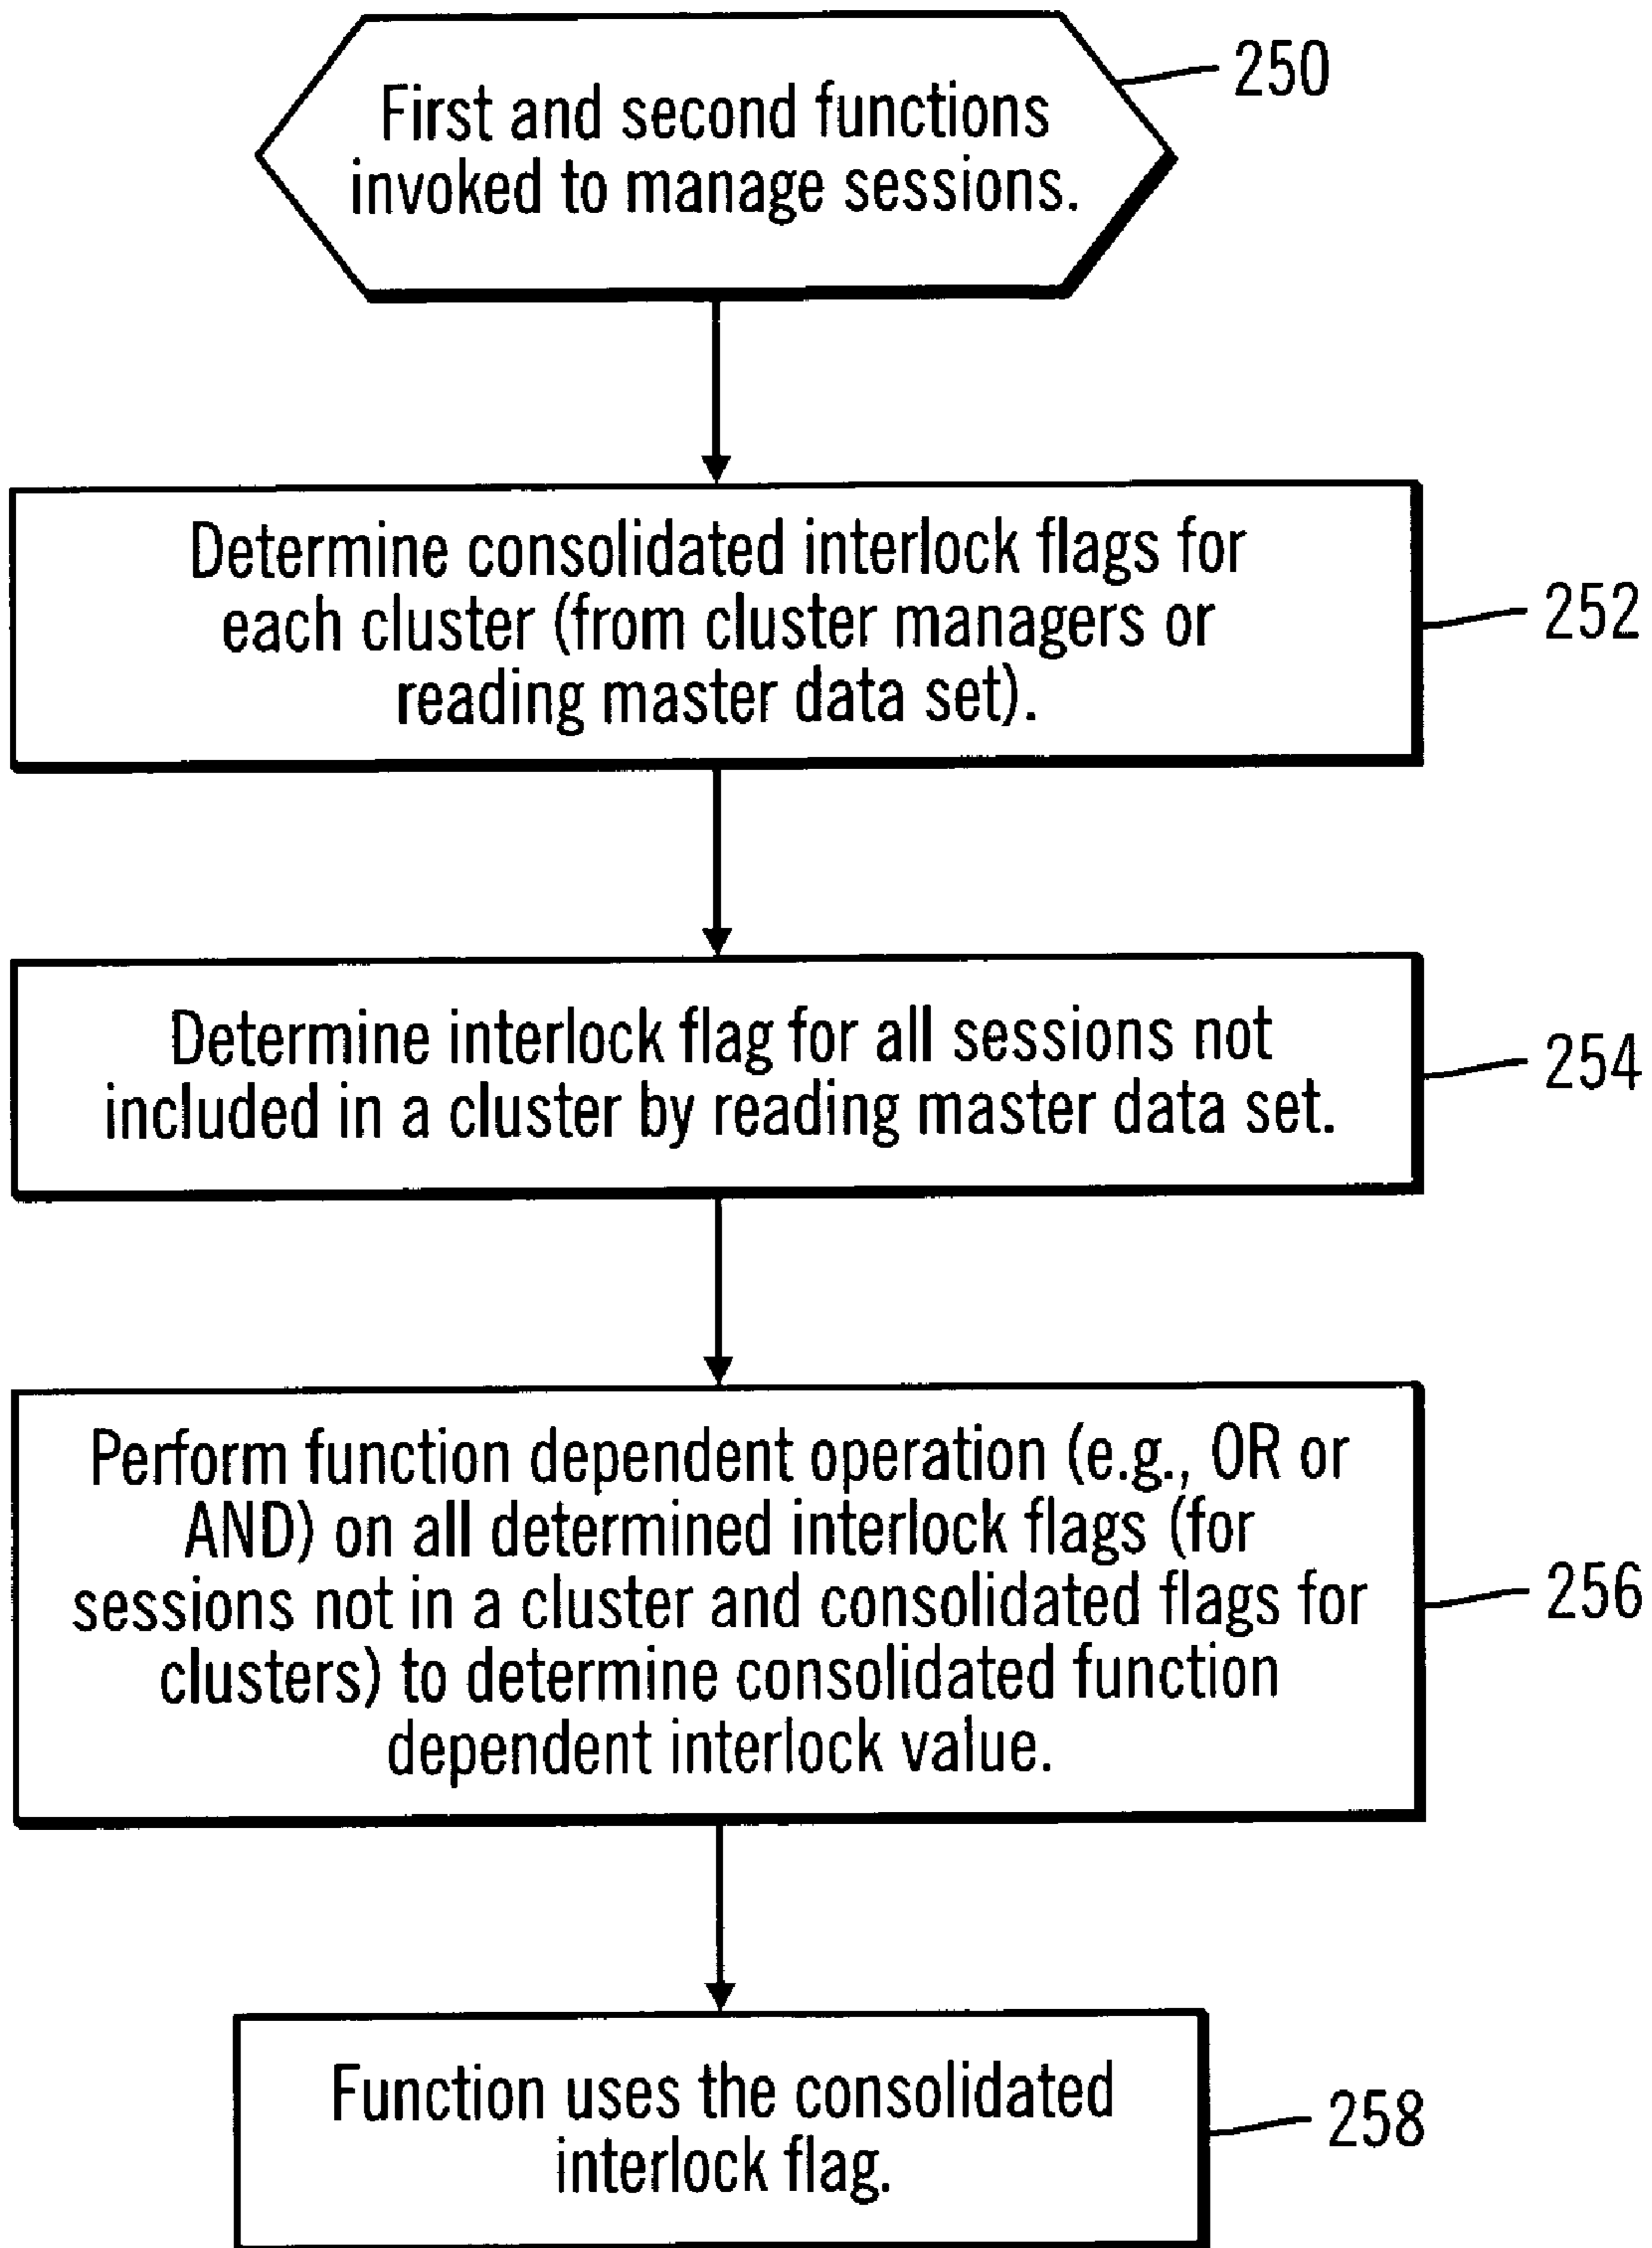 First and second functions
invoked to manage sessions.
250
Determine consolidated interlock flags for
each cluster (from cluster managers or
reading master data set).
252
Determine interlock flag for all sessions not
included in a cluster by reading master data set.
254
Perform function dependent operation (e.g., OR or
AND) on all determined interlock flags (for
sessions not in a cluster and consolidated flags for
clusters) to determine consolidated function
dependent interlock value.
256
Function uses the consolidated
interlock flag.
258